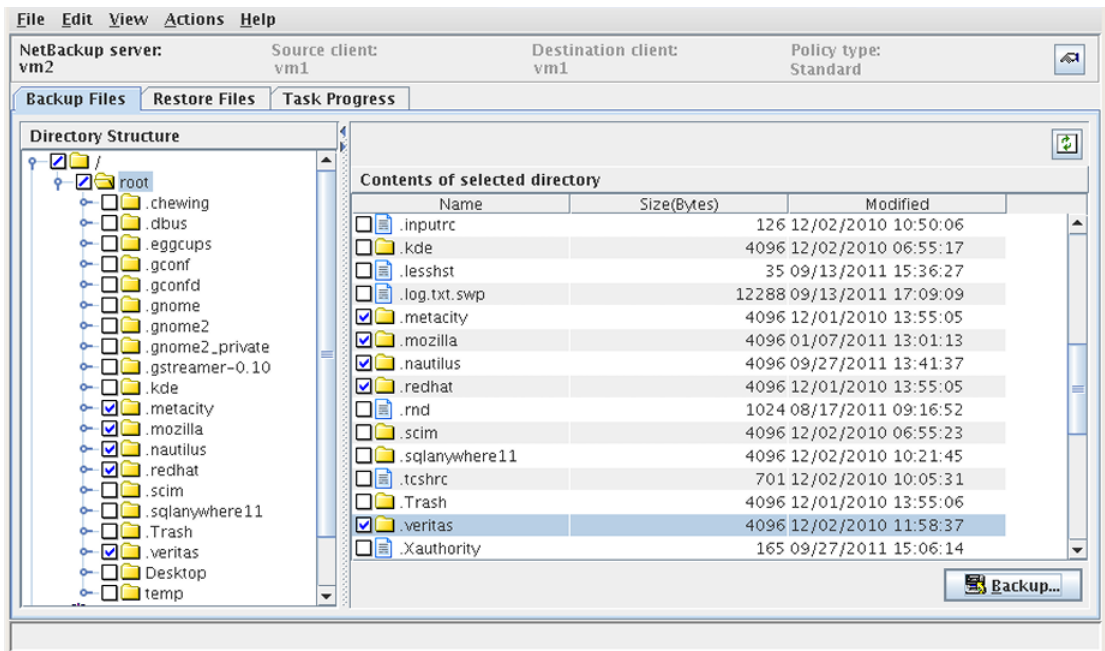 File Edit View Actions Help
NetBackup server: Source client: Destination client: Policy type:
vm2 vm1 vm1 Standard
Backup Files Restore Files Task Progress
Directory Structure
/
root
.chewing
.dbus
.eggcups
.gconf
.gconfd
.gnome
.gnome2
.gnome2_private
.gstreamer-0.10
.kde
.metacity
.mozilla
.nautilus
.redhat
.scim
.sqlanywhere11
.Trash
.veritas
Desktop
temp
Contents of selected directory
Name Size(Bytes) Modified
.inputrc 126 12/02/2010 10:50:06
.kde 4096 12/02/2010 06:55:17
.lesshst 35 09/13/2011 15:36:27
.log.txt.swp 12288 09/13/2011 17:09:09
.metacity 4096 12/01/2010 13:55:05
.mozilla 4096 01/07/2011 13:01:13
.nautilus 4096 09/27/2011 13:41:37
.redhat 4096 12/01/2010 13:55:05
.rnd 1024 08/17/2011 09:16:52
.scim 4096 12/02/2010 06:55:23
.sqlanywhere11 4096 12/02/2010 10:21:45
.tcshrc 701 12/02/2010 10:05:31
.Trash 4096 12/01/2010 13:55:06
.veritas 4096 12/02/2010 11:58:37
.Xauthority 165 09/27/2011 15:06:14
Backup...